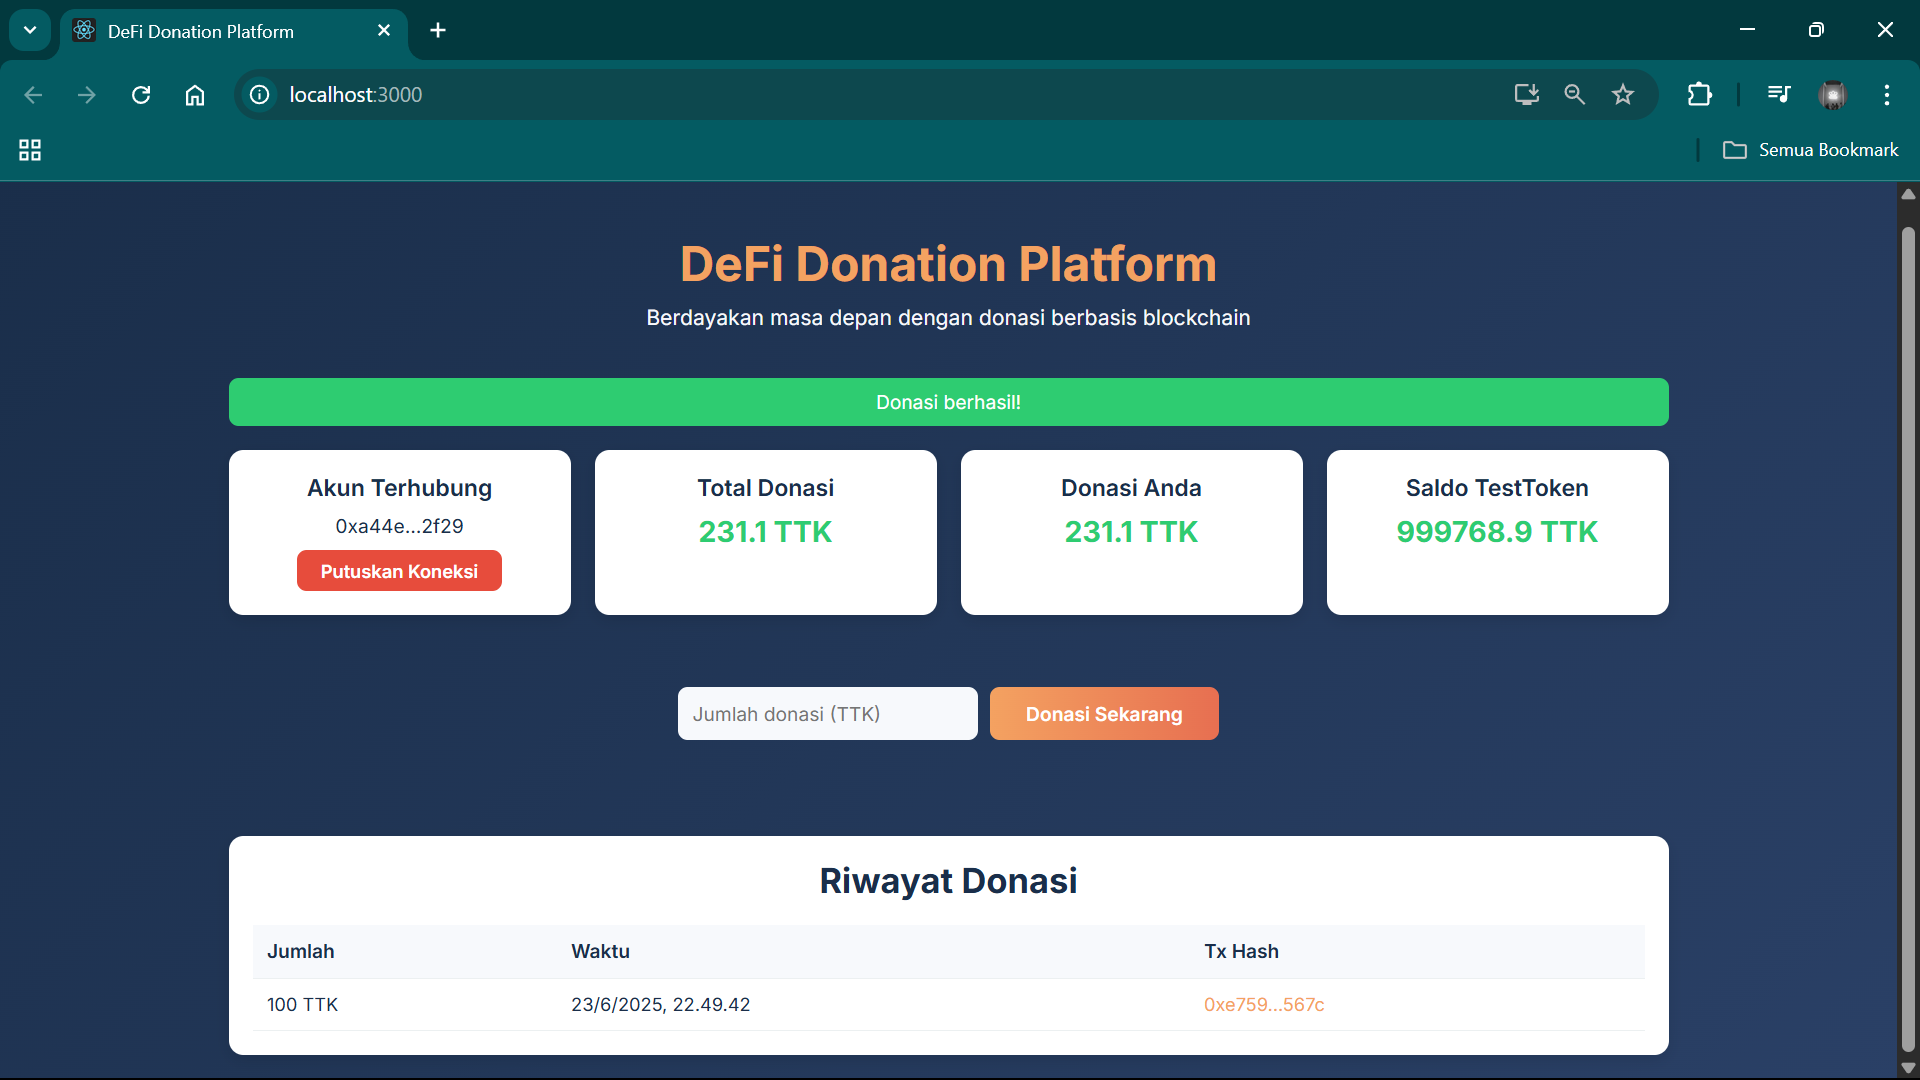 DeFi Donation Platform
localhost:3000
Semua Bookmark
DeFi Donation Platform
Berdayakan masa depan dengan donasi berbasis blockchain
Donasi berhasil!
Akun Terhubung
0xa44e...2f29
Putuskan Koneksi
Total Donasi
231.1 TTK
Donasi Anda
231.1 TTK
Saldo TestToken
999768.9 TTK
Jumlah donasi (TTK)
Donasi Sekarang
Riwayat Donasi
Jumlah Waktu Tx Hash
100 TTK 23/6/2025, 22.49.42 0xe759...567c